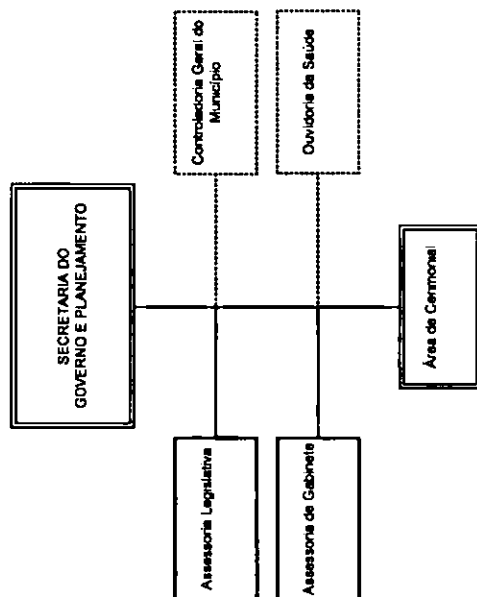 SECRETARIA DO
GOVERNO E PLANEJAMENTO
Assessoria Legislativa
Controladoria Geral do
Município
Assessoria de Gabinete
Ouvidoria da Saúde
Área de Cerimonial